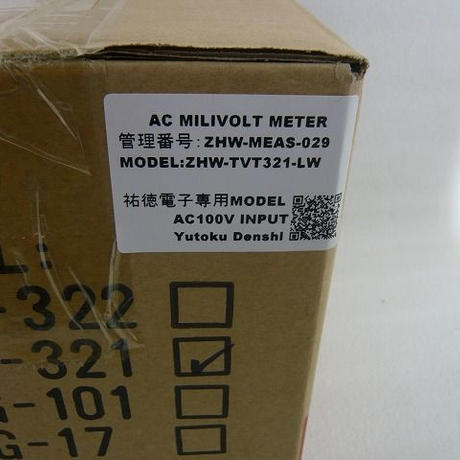 AC MILIVOLT METER
管理番号:ZHW-MEAS-029
MODEL:ZHW-TVT321-LW
祐徳電子専用MODEL
AC100V INPUT
Yutoku Denshi
L:
-322
-321
G-101
G-17